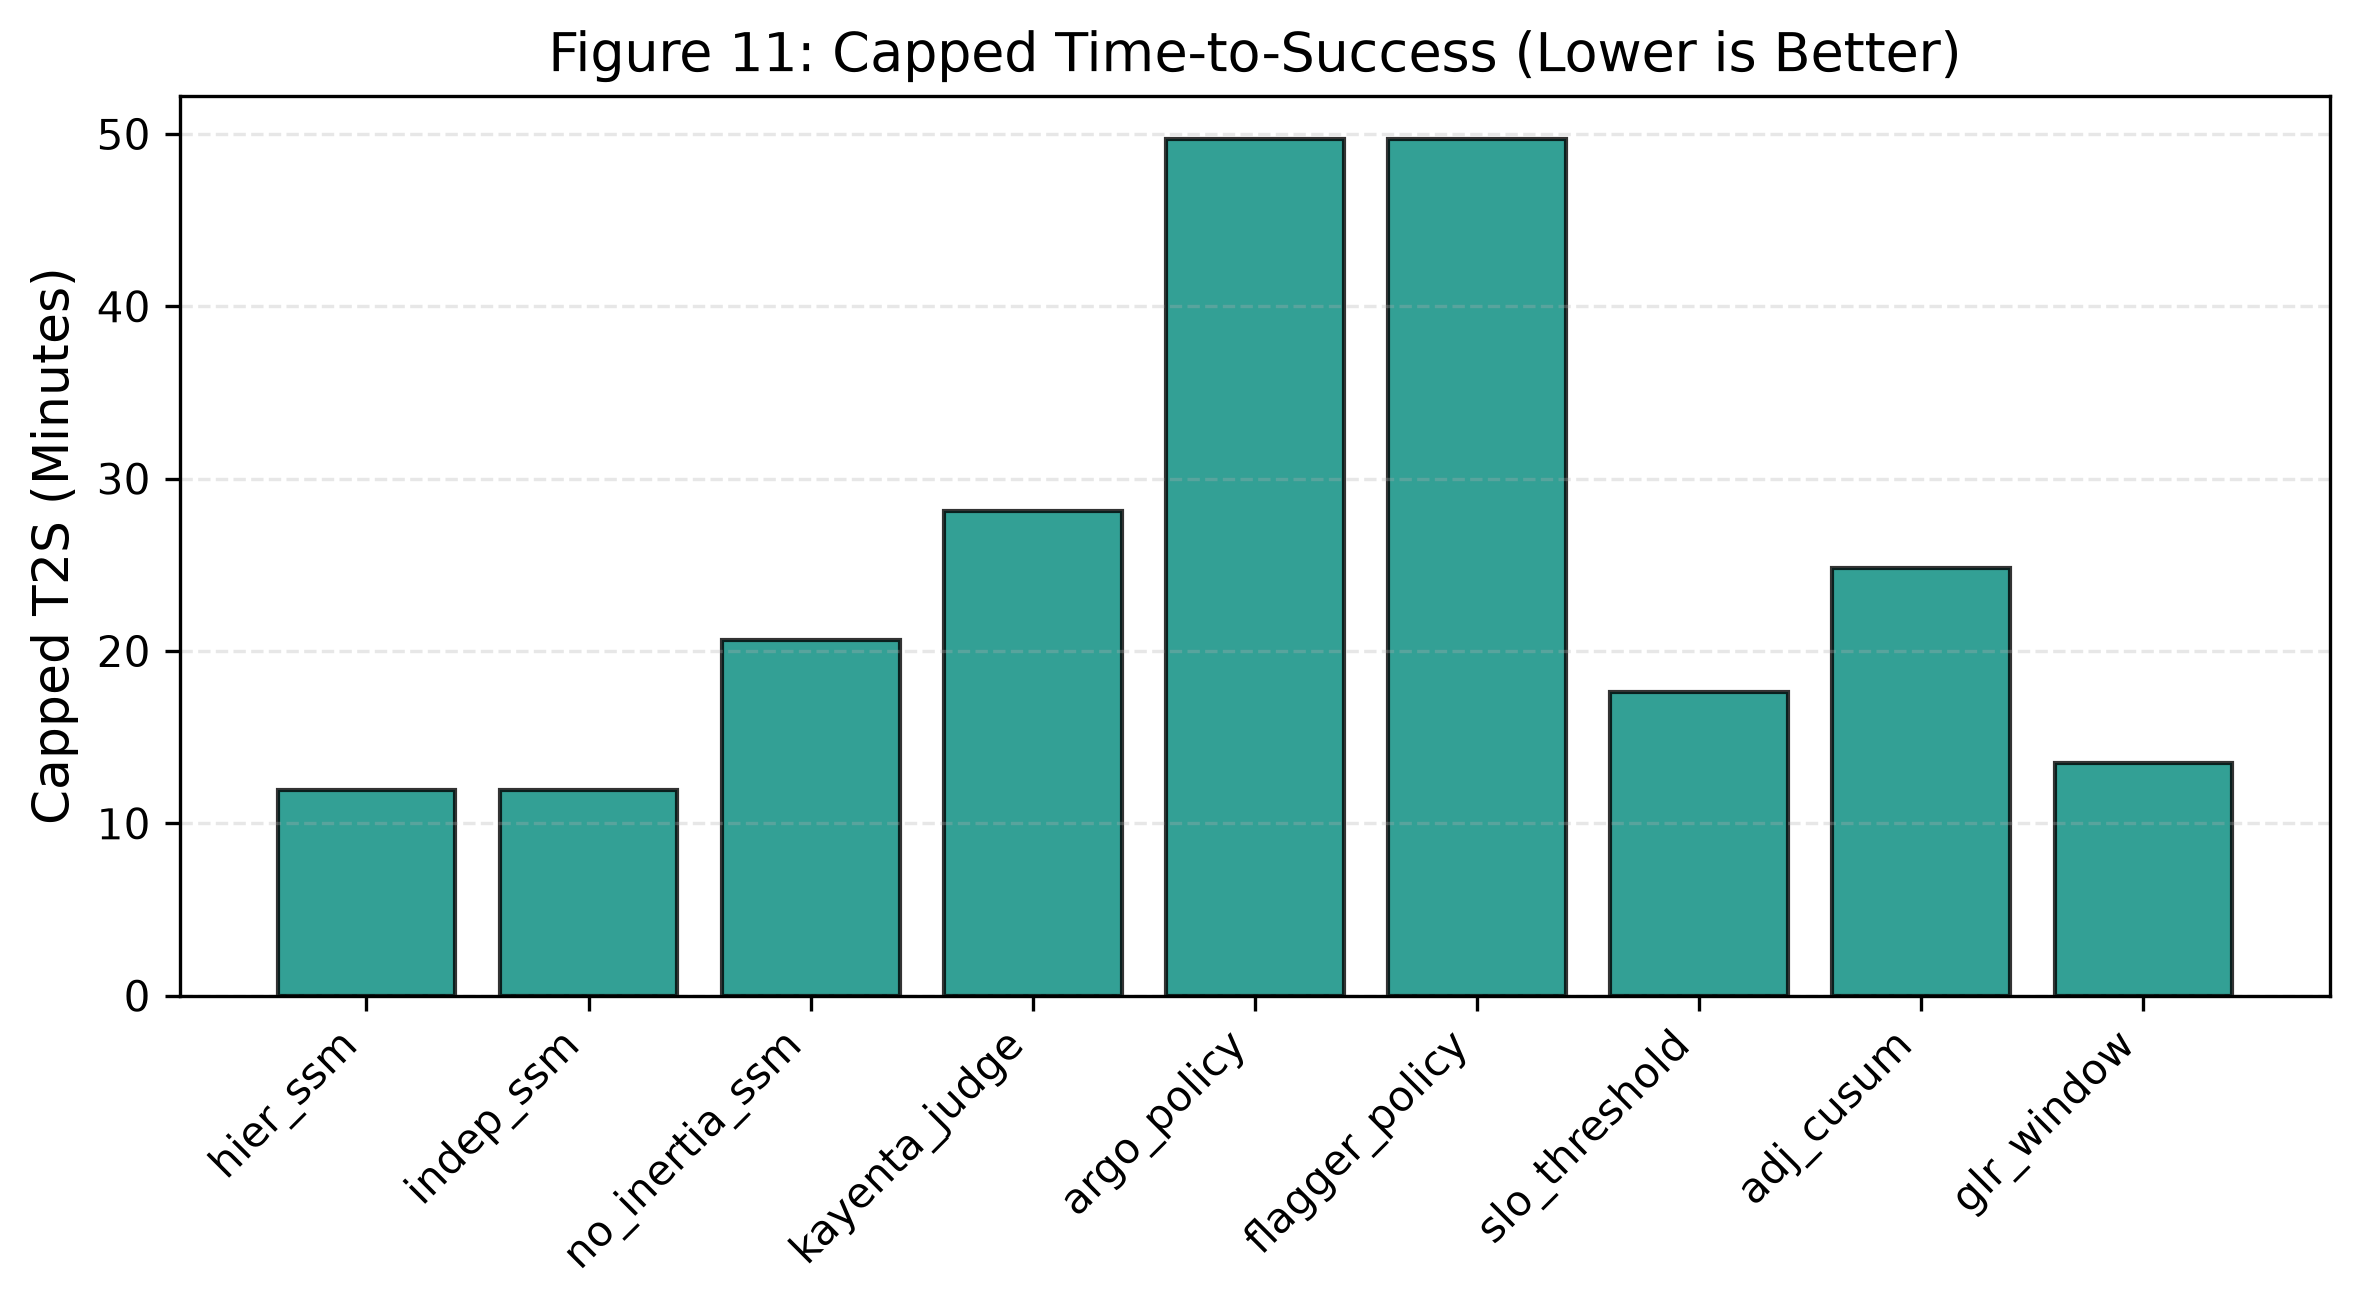 Figure 11: Capped Time-to-Success (Lower is Better)
Capped T2S (Minutes)
50
40
30
20
10
0
hier_ssm
indep_ssm
no_inertia_ssm
kayenta_judge
argo_policy
flagger_policy
slo_threshold
adj_cusum
glr_window